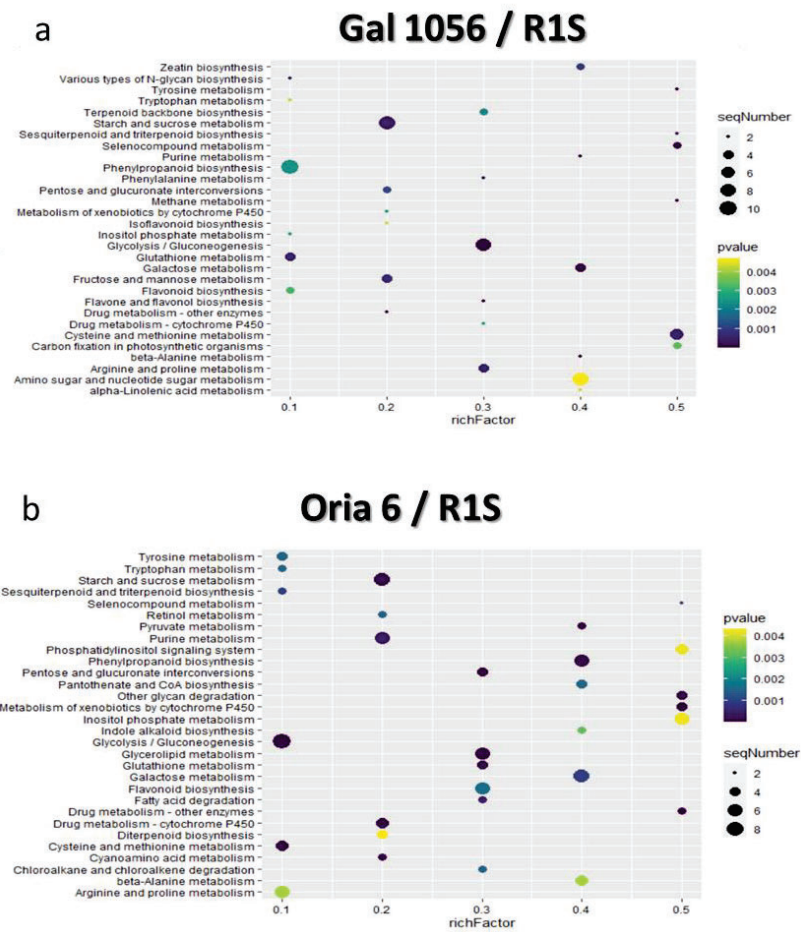 a
Gal 1056 / R1S
Zeatin biosynthesis
Various types of N-glycan biosynthesis
Tyrosine metabolism
Tryptophan metabolism
Terpenoid backbone biosynthesis
Starch and sucrose metabolism
Sesquiterpenoid and triterpenoid biosynthesis
Selenocompound metabolism
Purine metabolism
Phenylpropanoid biosynthesis
Phenylalanine metabolism
Pentose and glucuronate interconversions
Methane metabolism
Metabolism of xenobiotics by cytochrome P450
Isoflavonoid biosynthesis
Inositol phosphate metabolism
Glycolysis / Gluconeogenesis
Glutathione metabolism
Galactose metabolism
Fructose and mannose metabolism
Flavonoid biosynthesis
Flavone and flavonol biosynthesis
Drug metabolism - other enzymes
Drug metabolism - cytochrome P450
Cysteine and methionine metabolism
Carbon fixation in photosynthetic organisms
beta-Alanine metabolism
Arginine and proline metabolism
Amino sugar and nucleotide sugar metabolism
alpha-Linolenic acid metabolism
0.1 0.2 0.3 0.4 0.5
richFactor
seqNumber
2
4
6
8
10
pvalue
0.004
0.003
0.002
0.001
b
Oria 6 / R1S
Tyrosine metabolism
Tryptophan metabolism
Starch and sucrose metabolism
Sesquiterpenoid and triterpenoid biosynthesis
Selenocompound metabolism
Retinol metabolism
Pyruvate metabolism
Purine metabolism
Phosphatidylinositol signaling system
Phenylpropanoid biosynthesis
Pentose and glucuronate interconversions
Pantothenate and CoA biosynthesis
Other glycan degradation
Metabolism of xenobiotics by cytochrome P450
Inositol phosphate metabolism
Indole alkaloid biosynthesis
Glycolysis / Gluconeogenesis
Glycerolipid metabolism
Glutathione metabolism
Galactose metabolism
Flavonoid biosynthesis
Fatty acid degradation
Drug metabolism - other enzymes
Drug metabolism - cytochrome P450
Diterpenoid biosynthesis
Cysteine and methionine metabolism
Cyanoamino acid metabolism
Chloroalkane and chloroalkene degradation
beta-Alanine metabolism
Arginine and proline metabolism
0.1 0.2 0.3 0.4 0.5
richFactor
pvalue
0.004
0.003
0.002
0.001
seqNumber
2
4
6
8